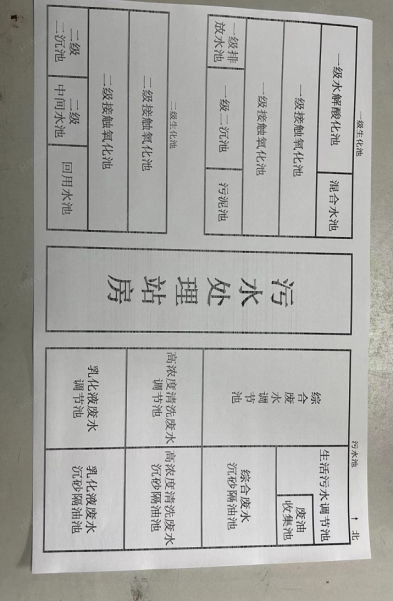 一级生化池
一级水解酸化池
混合水池
一级接触氧化池
一级接触氧化池
一级排
放水池
一级二沉池
污泥池
二级生化池
二级接触氧化池
二级接触氧化池
二级
二沉池
二级
中间水池
回用水池
污水处理站房
污水池
↑ 北
生活污水调节池
废油
收集池
综合废水调节池
综合废水
沉砂隔油池
高浓度清洗废水
调节池
高浓度清洗废水
沉砂隔油池
乳化液废水
调节池
乳化液废水
沉砂隔油池